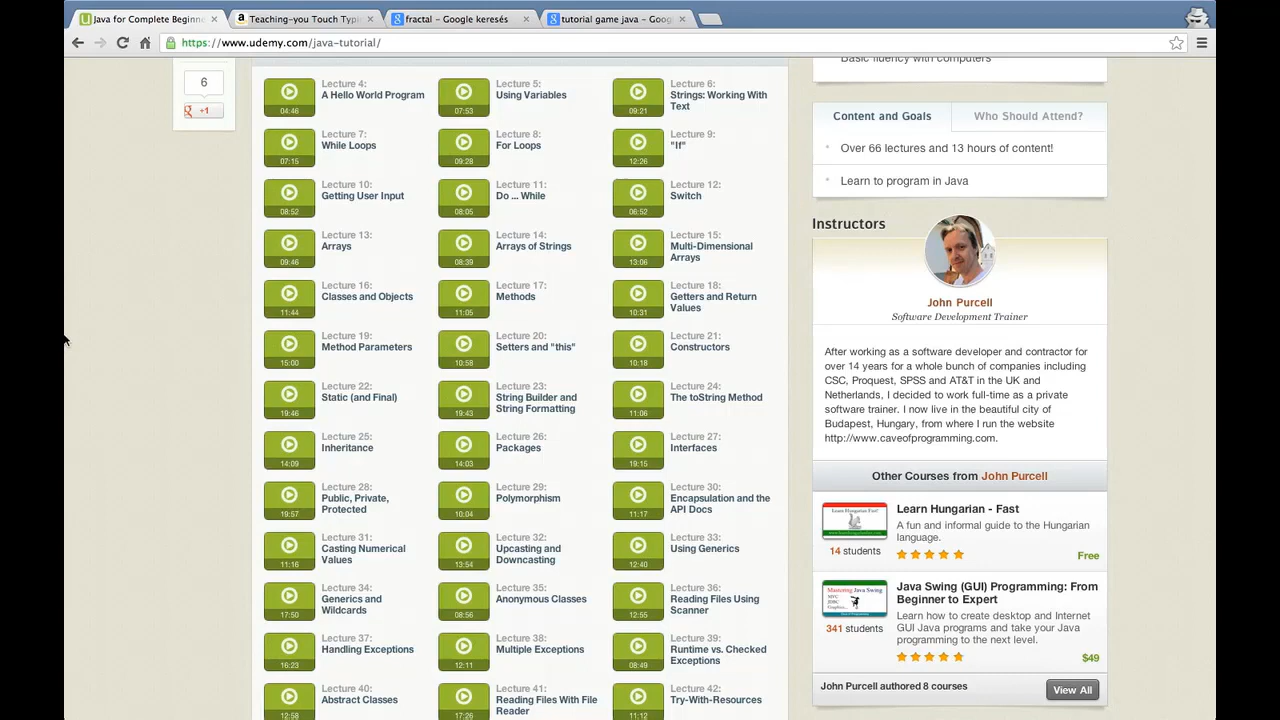 Java for Complete Beginne
Teaching-you Touch Typi
fractal - Google keresés
tutorial game java - Goog
https://www.udemy.com/java-tutorial/
6
+1
Lecture 4:
A Hello World Program
04:46
Lecture 5:
Using Variables
07:53
Lecture 6:
Strings: Working With
Text
09:21
Lecture 7:
While Loops
07:15
Lecture 8:
For Loops
09:28
Lecture 9:
"If"
12:26
Lecture 10:
Getting User Input
08:52
Lecture 11:
Do ... While
08:05
Lecture 12:
Switch
06:52
Lecture 13:
Arrays
09:46
Lecture 14:
Arrays of Strings
08:39
Lecture 15:
Multi-Dimensional
Arrays
13:06
Lecture 16:
Classes and Objects
11:44
Lecture 17:
Methods
11:05
Lecture 18:
Getters and Return
Values
10:31
Lecture 19:
Method Parameters
15:00
Lecture 20:
Setters and "this"
10:58
Lecture 21:
Constructors
10:18
Lecture 22:
Static (and Final)
19:46
Lecture 23:
String Builder and
String Formatting
19:43
Lecture 24:
The toString Method
11:06
Lecture 25:
Inheritance
14:09
Lecture 26:
Packages
14:03
Lecture 27:
Interfaces
19:15
Lecture 28:
Public, Private,
Protected
19:57
Lecture 29:
Polymorphism
10:04
Lecture 30:
Encapsulation and the
API Docs
11:17
Lecture 31:
Casting Numerical
Values
11:16
Lecture 32:
Upcasting and
Downcasting
13:54
Lecture 33:
Using Generics
12:40
Lecture 34:
Generics and
Wildcards
17:50
Lecture 35:
Anonymous Classes
08:56
Lecture 36:
Reading Files Using
Scanner
12:55
Lecture 37:
Handling Exceptions
16:23
Lecture 38:
Multiple Exceptions
12:11
Lecture 39:
Runtime vs. Checked
Exceptions
08:49
Lecture 40:
Abstract Classes
12:58
Lecture 41:
Reading Files With File
Reader
17:26
Lecture 42:
Try-With-Resources
11:12
Basic fluency with computers
Content and Goals
Who Should Attend?
Over 66 lectures and 13 hours of content!
Learn to program in Java
Instructors
John Purcell
Software Development Trainer
After working as a software developer and contractor for
over 14 years for a whole bunch of companies including
CSC, Proquest, SPSS and AT&T in the UK and
Netherlands, I decided to work full-time as a private
software trainer. I now live in the beautiful city of
Budapest, Hungary, from where I run the website
http://www.caveofprogramming.com.
Other Courses from John Purcell
Learn Hungarian - Fast
A fun and informal guide to the Hungarian
language.
14 students
Free
Java Swing (GUI) Programming: From
Beginner to Expert
Learn how to create desktop and Internet
GUI Java programs and take your Java
programming to the next level.
341 students
$49
John Purcell authored 8 courses
View All